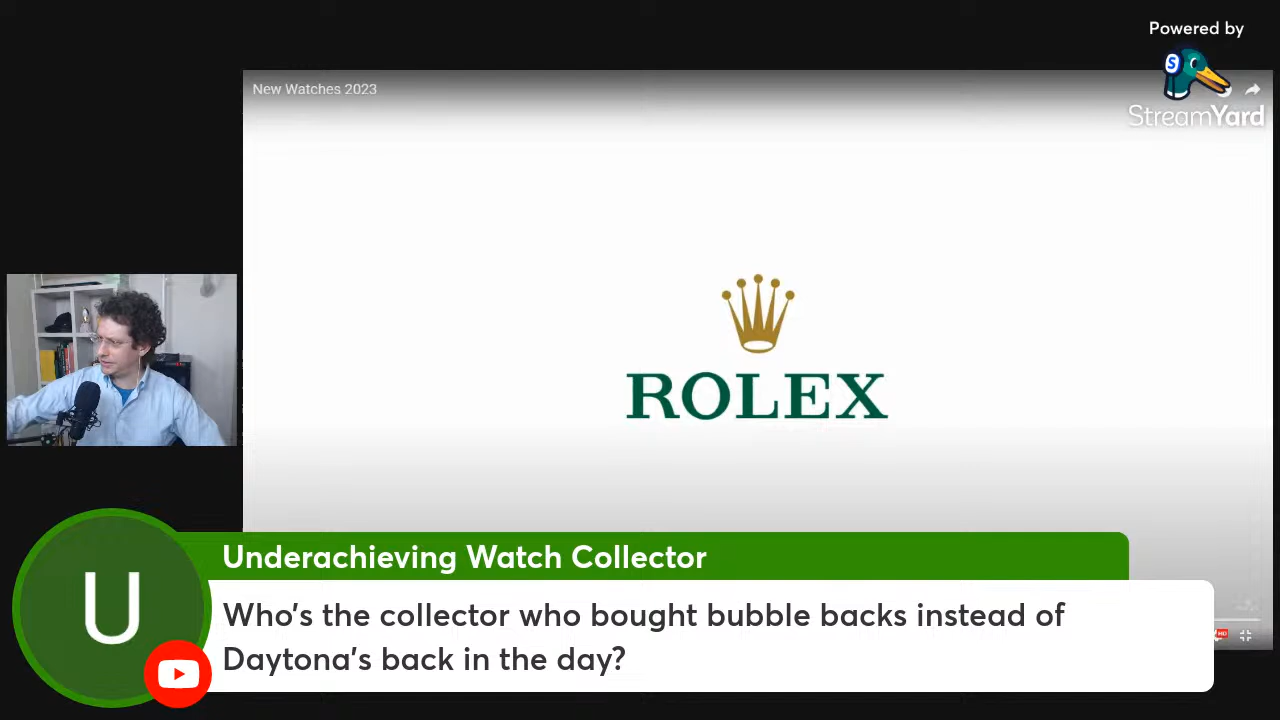 Powered by
New Watches 2023
S
StreamYard
ROLEX
U
Underachieving Watch Collector
Who's the collector who bought bubble backs instead of
Daytona's back in the day?
HD